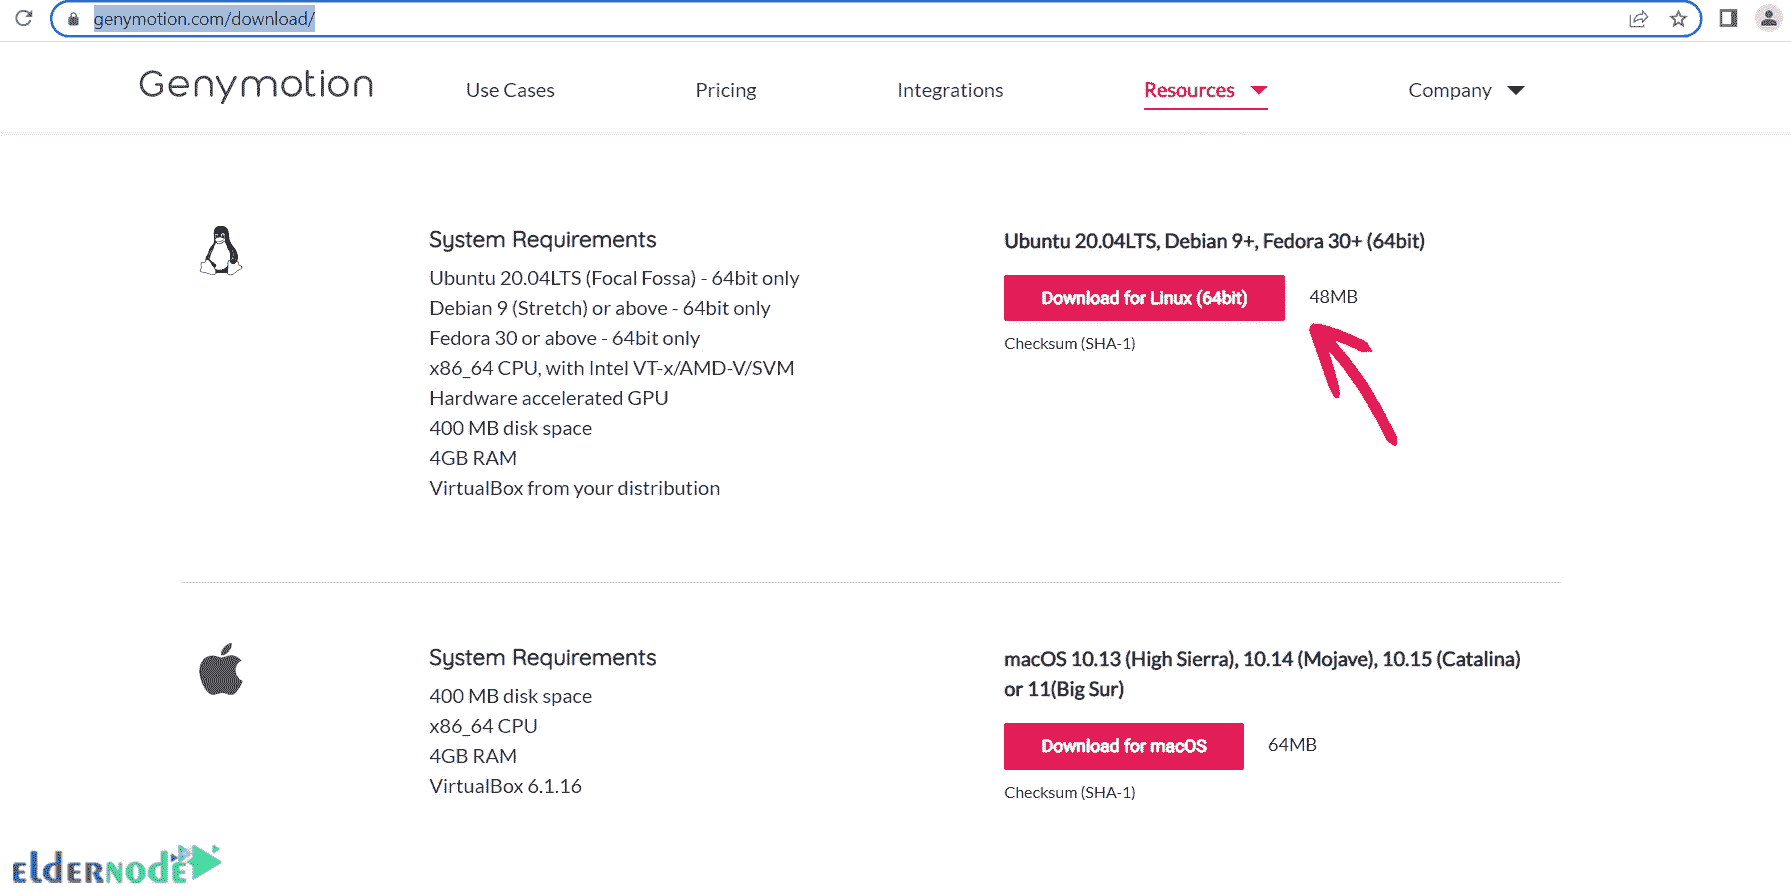 genymotion.com/download/
Genymotion
Use Cases
Pricing
Integrations
Resources
Company
System Requirements
Ubuntu 20.04LTS (Focal Fossa) - 64bit only
Debian 9 (Stretch) or above - 64bit only
Fedora 30 or above - 64bit only
x86_64 CPU, with Intel VT-x/AMD-V/SVM
Hardware accelerated GPU
400 MB disk space
4GB RAM
VirtualBox from your distribution
Ubuntu 20.04LTS, Debian 9+, Fedora 30+ (64bit)
Download for Linux (64bit)
48MB
Checksum (SHA-1)
System Requirements
400 MB disk space
x86_64 CPU
4GB RAM
VirtualBox 6.1.16
macOS 10.13 (High Sierra), 10.14 (Mojave), 10.15 (Catalina)
or 11(Big Sur)
Download for macOS
64MB
Checksum (SHA-1)
eldernode